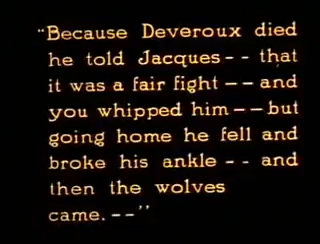 "Because Deveroux died
he told Jacques-- that
it was a fair fight -- and
you whipped him -- but
going home he fell and
broke his ankle -- and
then the wolves
came. --"